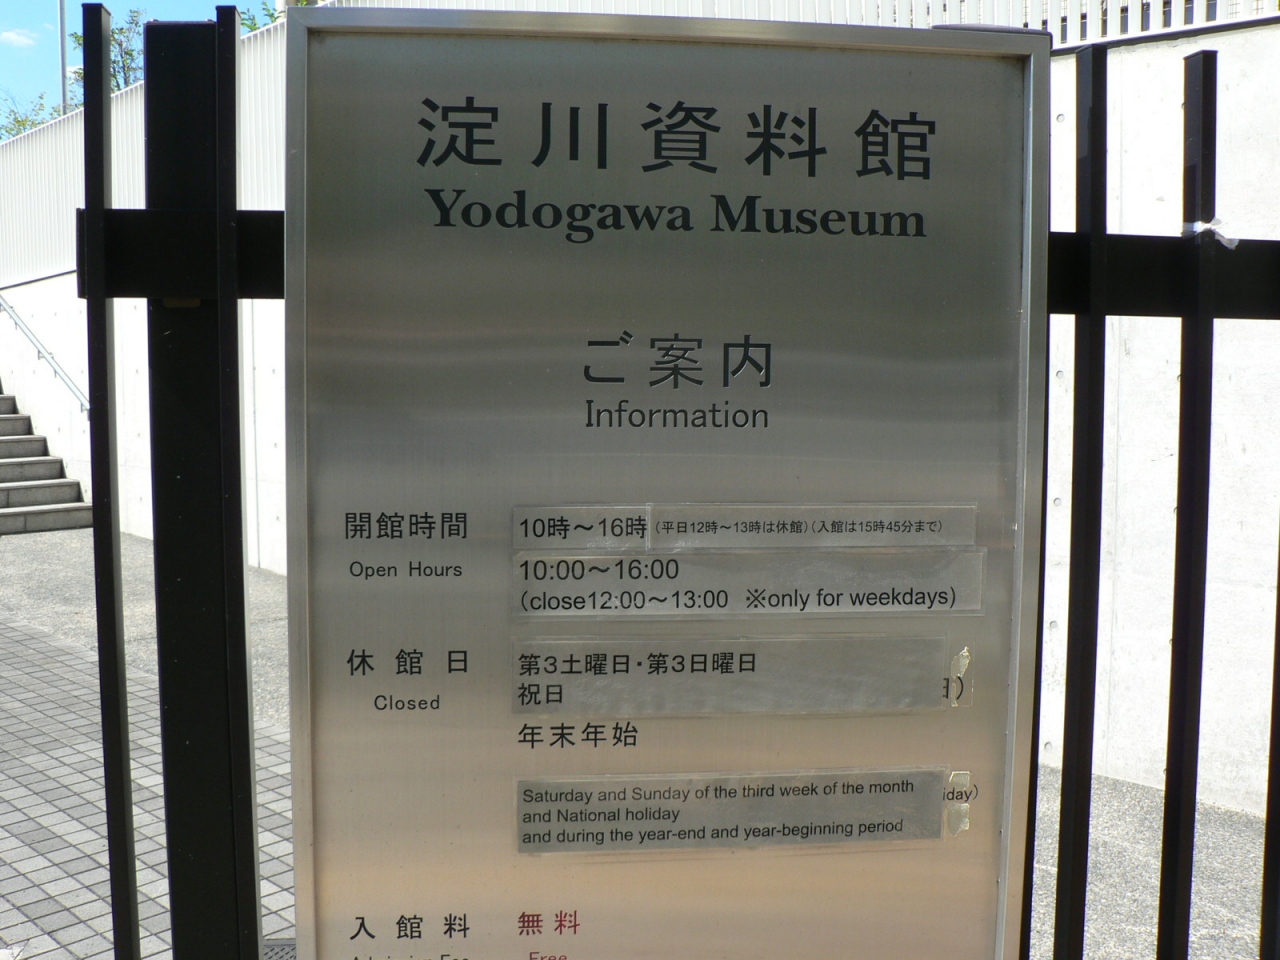 淀川資料館
Yodogawa Museum
ご案内
Information
開館時間 10時～16時 (平日12時～13時は休館)(入館は15時45分まで)
Open Hours 10:00～16:00
(close12:00～13:00 ※only for weekdays)
休館日 第3土曜日・第3日曜日
Closed 祝日 日)
年末年始
Saturday and Sunday of the third week of the month iday)
and National holiday
and during the year-end and year-beginning period
入館料 無料
Admission Fee Free